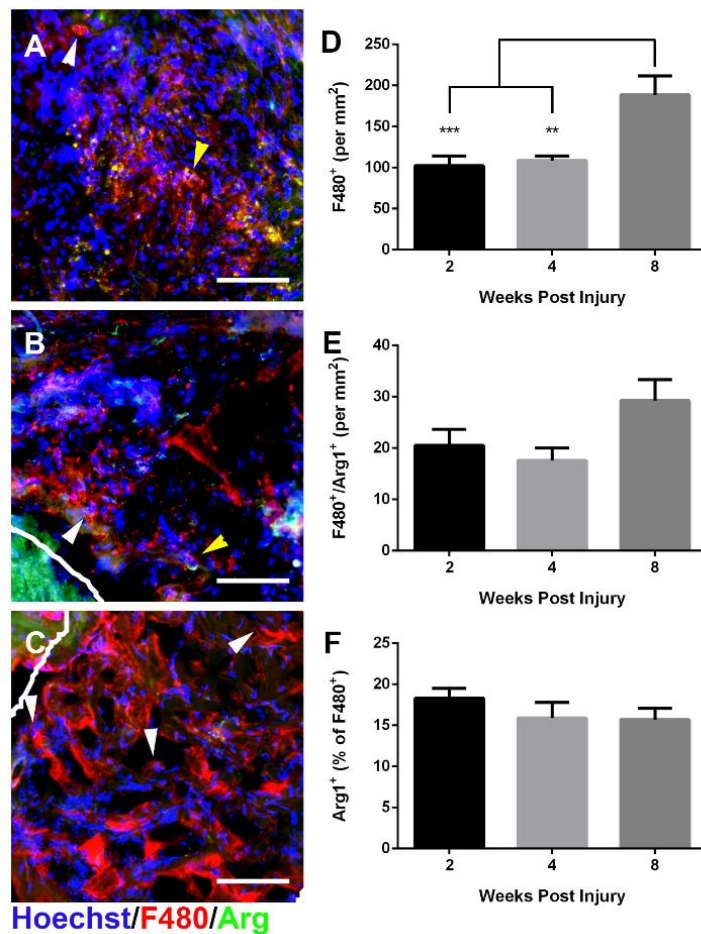 A
B
C
Hoechst/F480/Arg
D
F480⁺ (per mm²)
250
200
150
100
50
0
***
**
2 4 8
Weeks Post Injury
E
F480⁺/Arg1⁺ (per mm²)
40
30
20
10
0
2 4 8
Weeks Post Injury
F
Arg1⁺ (% of F480⁺)
25
20
15
10
5
0
2 4 8
Weeks Post Injury